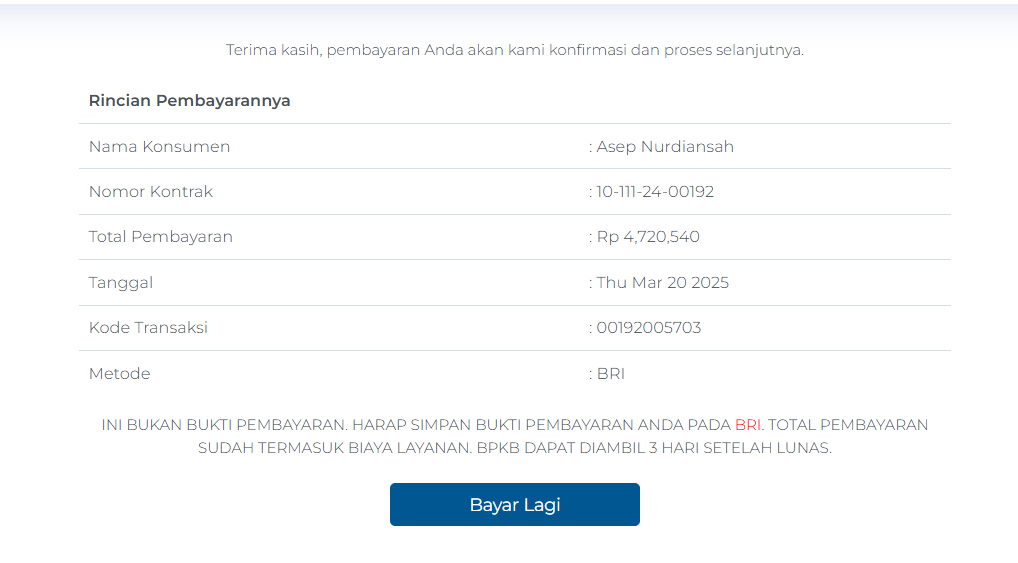 Terima kasih, pembayaran Anda akan kami konfirmasi dan proses selanjutnya.
Rincian Pembayarannya
Nama Konsumen : Asep Nurdiansah
Nomor Kontrak : 10-111-24-00192
Total Pembayaran : Rp 4,720,540
Tanggal : Thu Mar 20 2025
Kode Transaksi : 00192005703
Metode : BRI
INI BUKAN BUKTI PEMBAYARAN. HARAP SIMPAN BUKTI PEMBAYARAN ANDA PADA BRI. TOTAL PEMBAYARAN
SUDAH TERMASUK BIAYA LAYANAN. BPKB DAPAT DIAMBIL 3 HARI SETELAH LUNAS.
Bayar Lagi